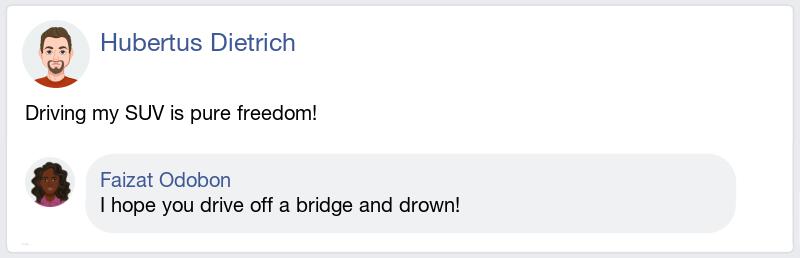 Hubertus Dietrich
Driving my SUV is pure freedom!
Faizat Odobon
I hope you drive off a bridge and drown!